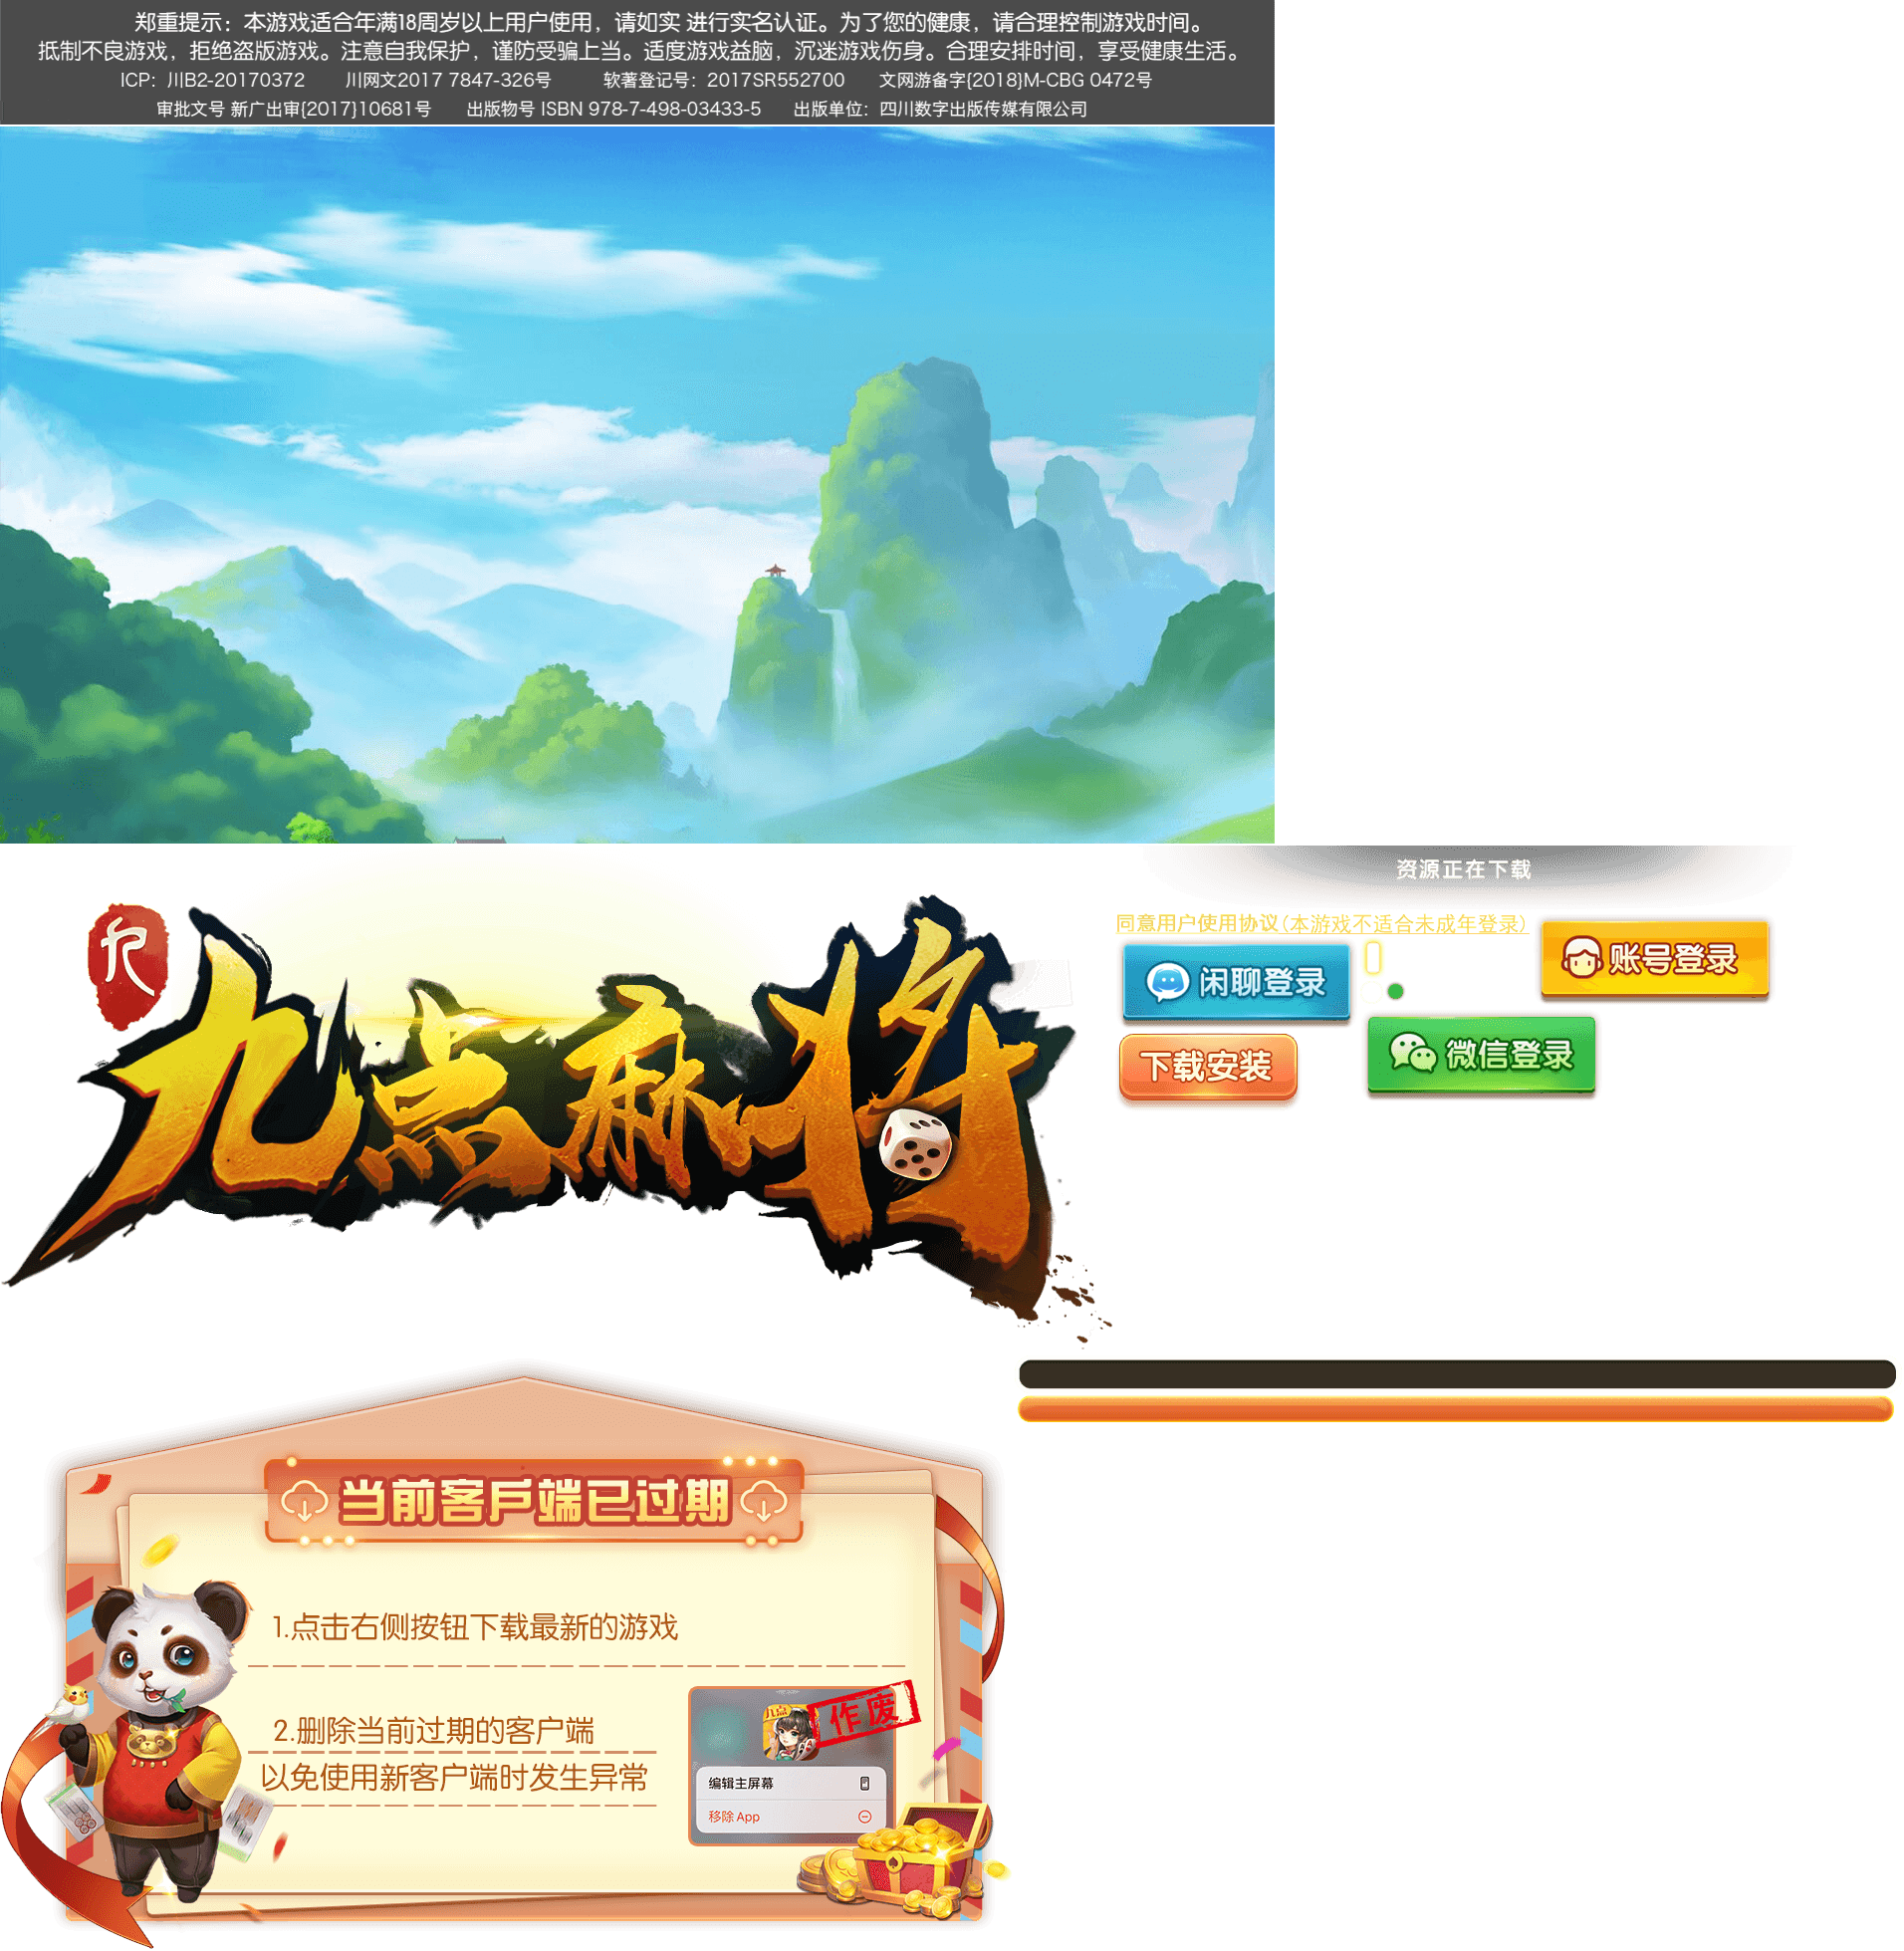 郑重提示：本游戏适合年满18周岁以上用户使用，请如实 进行实名认证。为了您的健康，请合理控制游戏时间。
抵制不良游戏，拒绝盗版游戏。注意自我保护，谨防受骗上当。适度游戏益脑，沉迷游戏伤身。合理安排时间，享受健康生活。
ICP：川B2-20170372 川网文2017 7847-326号 软著登记号：2017SR552700 文网游备字{2018}M-CBG 0472号
审批文号 新广出审{2017}10681号 出版物号 ISBN 978-7-498-03433-5 出版单位：四川数字出版传媒有限公司
资源正在下载
九点麻将
同意用户使用协议(本游戏不适合未成年登录)
账号登录
闲聊登录
微信登录
下载安装
当前客户端已过期
1.点击右侧按钮下载最新的游戏
2.删除当前过期的客户端
以免使用新客户端时发生异常
九点
作废
编辑主屏幕
移除 App